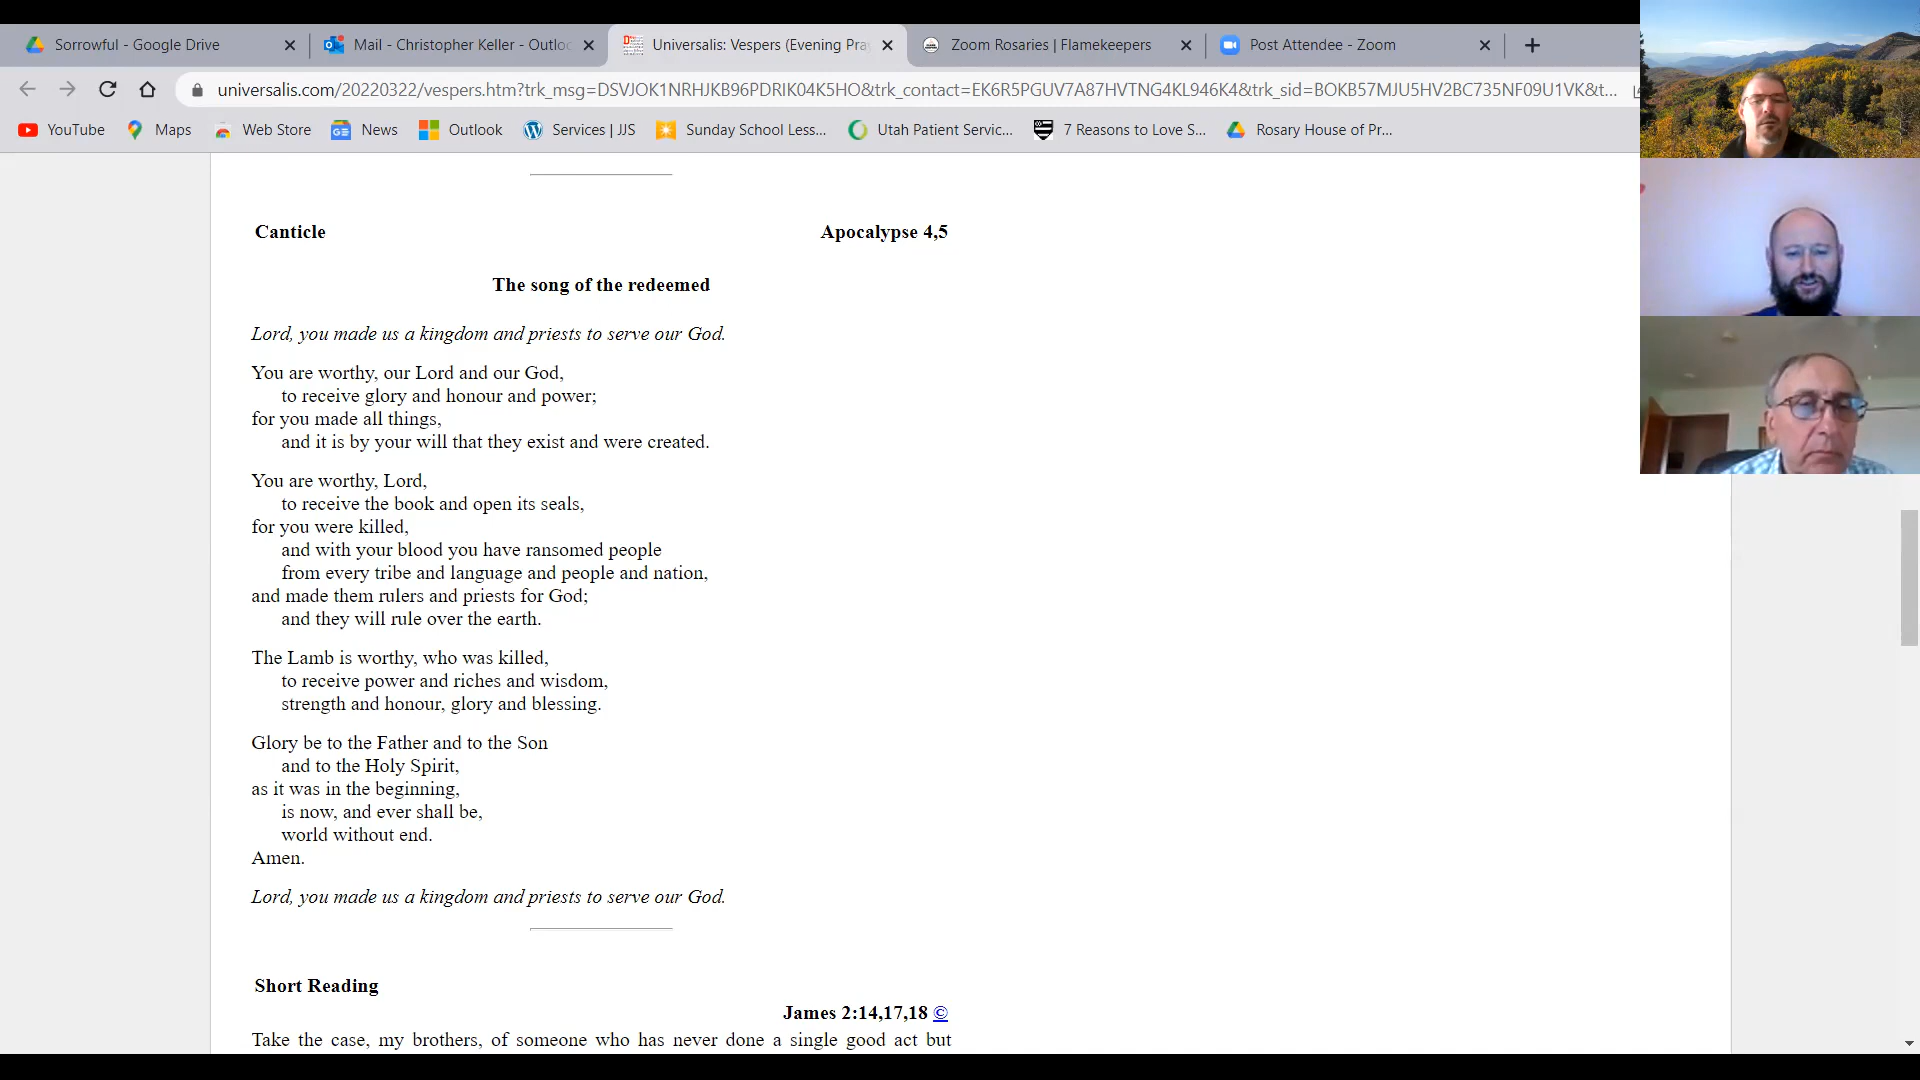 Sorrowful - Google Drive
Mail - Christopher Keller - Outloo
Universalis: Vespers (Evening Pra
Zoom Rosaries | Flamekeepers
Post Attendee - Zoom
universalis.com/20220322/vespers.htm?trk_msg=DSVJOK1NRHJKB96PDRIK04K5HO&trk_contact=EK6R5PGUV7A87HVTNG4KL946K4&trk_sid=BOKB57MJU5HV2BC735NF09U1VK&t...
YouTube
Maps
Web Store
News
Outlook
Services | JJS
Sunday School Less...
Utah Patient Servic...
7 Reasons to Love S...
Rosary House of Pr...
Canticle
Apocalypse 4,5
The song of the redeemed
Lord, you made us a kingdom and priests to serve our God.
You are worthy, our Lord and our God,
to receive glory and honour and power;
for you made all things,
and it is by your will that they exist and were created.
You are worthy, Lord,
to receive the book and open its seals,
for you were killed,
and with your blood you have ransomed people
from every tribe and language and people and nation,
and made them rulers and priests for God;
and they will rule over the earth.
The Lamb is worthy, who was killed,
to receive power and riches and wisdom,
strength and honour, glory and blessing.
Glory be to the Father and to the Son
and to the Holy Spirit,
as it was in the beginning,
is now, and ever shall be,
world without end.
Amen.
Lord, you made us a kingdom and priests to serve our God.
Short Reading
James 2:14,17,18 ©
Take the case, my brothers, of someone who has never done a single good act but